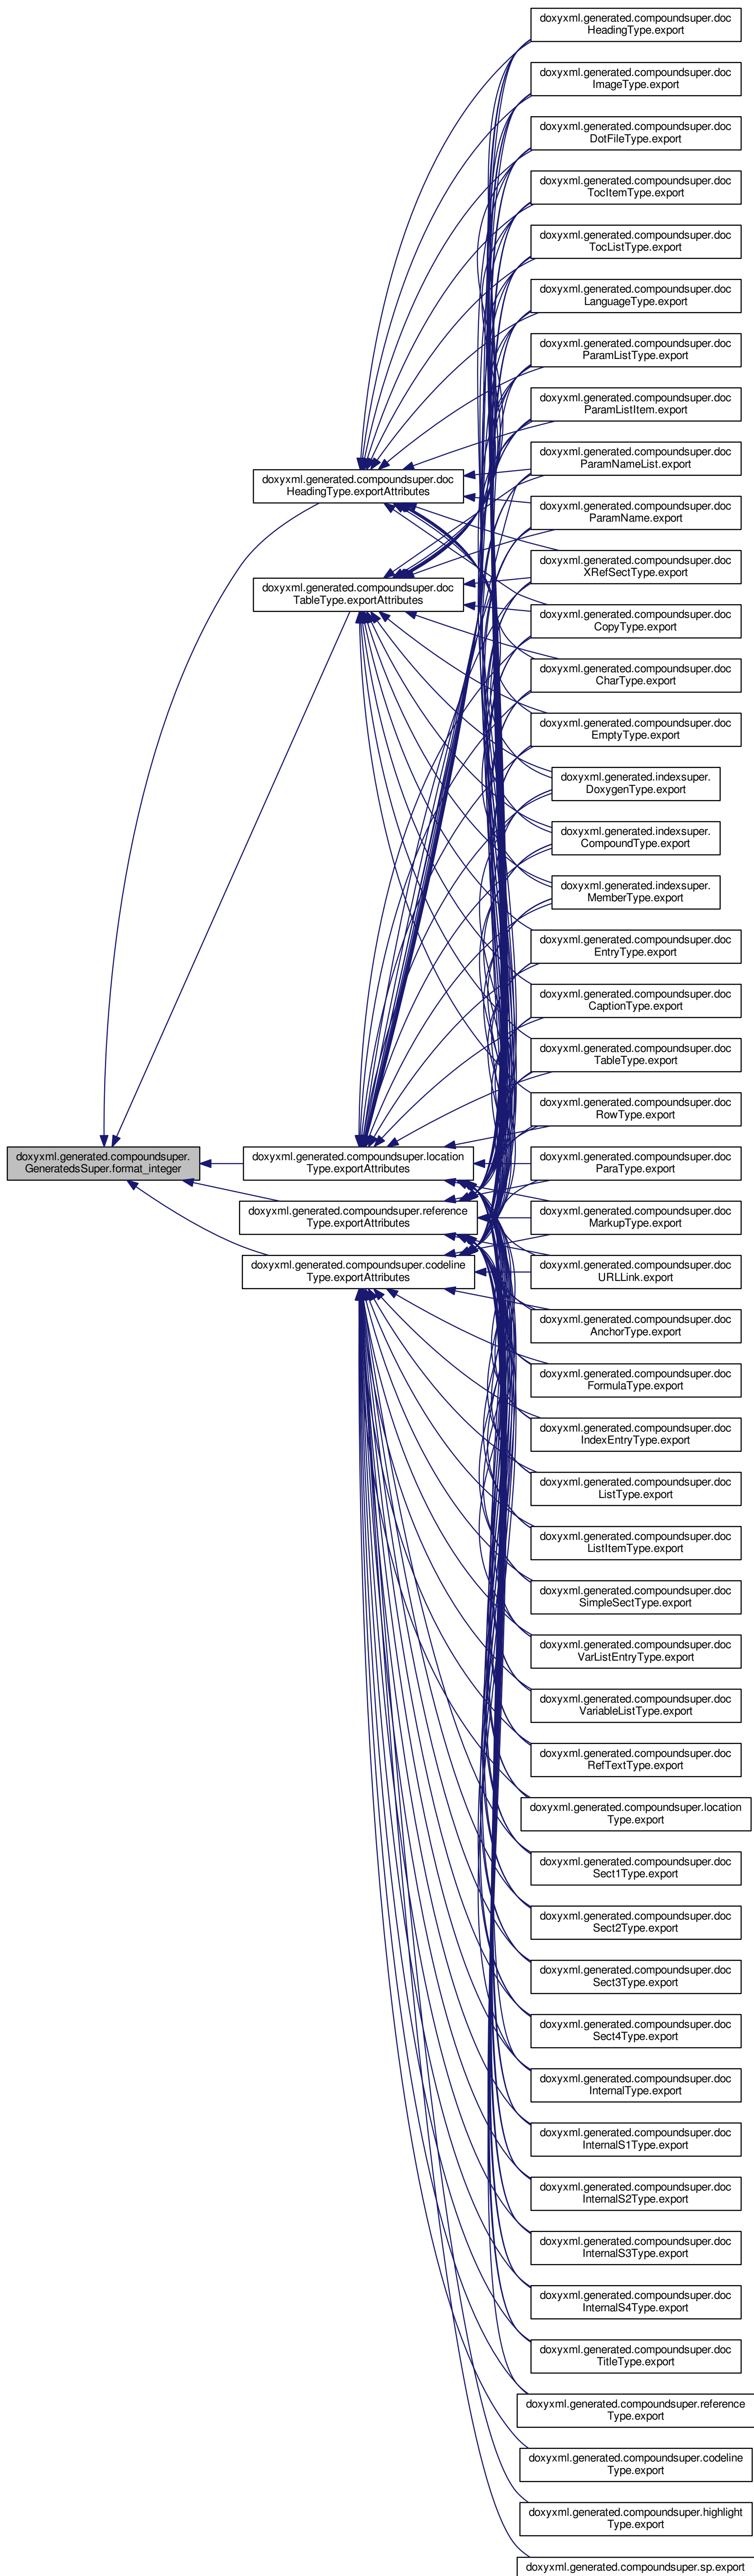 doxyxml.generated.compoundsuper.
GeneratedsSuper.format_integer
doxyxml.generated.compoundsuper.doc
HeadingType.exportAttributes
doxyxml.generated.compoundsuper.doc
TableType.exportAttributes
doxyxml.generated.compoundsuper.location
Type.exportAttributes
doxyxml.generated.compoundsuper.reference
Type.exportAttributes
doxyxml.generated.compoundsuper.codeline
Type.exportAttributes
doxyxml.generated.compoundsuper.doc
HeadingType.export
doxyxml.generated.compoundsuper.doc
ImageType.export
doxyxml.generated.compoundsuper.doc
DotFileType.export
doxyxml.generated.compoundsuper.doc
TocItemType.export
doxyxml.generated.compoundsuper.doc
TocListType.export
doxyxml.generated.compoundsuper.doc
LanguageType.export
doxyxml.generated.compoundsuper.doc
ParamListType.export
doxyxml.generated.compoundsuper.doc
ParamListItem.export
doxyxml.generated.compoundsuper.doc
ParamNameList.export
doxyxml.generated.compoundsuper.doc
ParamName.export
doxyxml.generated.compoundsuper.doc
XRefSectType.export
doxyxml.generated.compoundsuper.doc
CopyType.export
doxyxml.generated.compoundsuper.doc
CharType.export
doxyxml.generated.compoundsuper.doc
EmptyType.export
doxyxml.generated.indexsuper.
DoxygenType.export
doxyxml.generated.indexsuper.
CompoundType.export
doxyxml.generated.indexsuper.
MemberType.export
doxyxml.generated.compoundsuper.doc
EntryType.export
doxyxml.generated.compoundsuper.doc
CaptionType.export
doxyxml.generated.compoundsuper.doc
TableType.export
doxyxml.generated.compoundsuper.doc
RowType.export
doxyxml.generated.compoundsuper.doc
ParaType.export
doxyxml.generated.compoundsuper.doc
MarkupType.export
doxyxml.generated.compoundsuper.doc
URLLink.export
doxyxml.generated.compoundsuper.doc
AnchorType.export
doxyxml.generated.compoundsuper.doc
FormulaType.export
doxyxml.generated.compoundsuper.doc
IndexEntryType.export
doxyxml.generated.compoundsuper.doc
ListType.export
doxyxml.generated.compoundsuper.doc
ListItemType.export
doxyxml.generated.compoundsuper.doc
SimpleSectType.export
doxyxml.generated.compoundsuper.doc
VarListEntryType.export
doxyxml.generated.compoundsuper.doc
VariableListType.export
doxyxml.generated.compoundsuper.doc
RefTextType.export
doxyxml.generated.compoundsuper.location
Type.export
doxyxml.generated.compoundsuper.doc
Sect1Type.export
doxyxml.generated.compoundsuper.doc
Sect2Type.export
doxyxml.generated.compoundsuper.doc
Sect3Type.export
doxyxml.generated.compoundsuper.doc
Sect4Type.export
doxyxml.generated.compoundsuper.doc
InternalType.export
doxyxml.generated.compoundsuper.doc
InternalS1Type.export
doxyxml.generated.compoundsuper.doc
InternalS2Type.export
doxyxml.generated.compoundsuper.doc
InternalS3Type.export
doxyxml.generated.compoundsuper.doc
InternalS4Type.export
doxyxml.generated.compoundsuper.doc
TitleType.export
doxyxml.generated.compoundsuper.reference
Type.export
doxyxml.generated.compoundsuper.codeline
Type.export
doxyxml.generated.compoundsuper.highlight
Type.export
doxyxml.generated.compoundsuper.sp.export